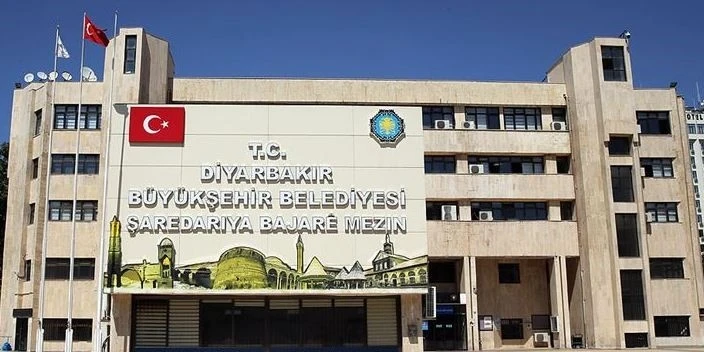 T.C.
DİYARBAKIR
BÜYÜKŞEHİR BELEDİYESİ
ŞAREDARIYA BAJARÊ MEZIN